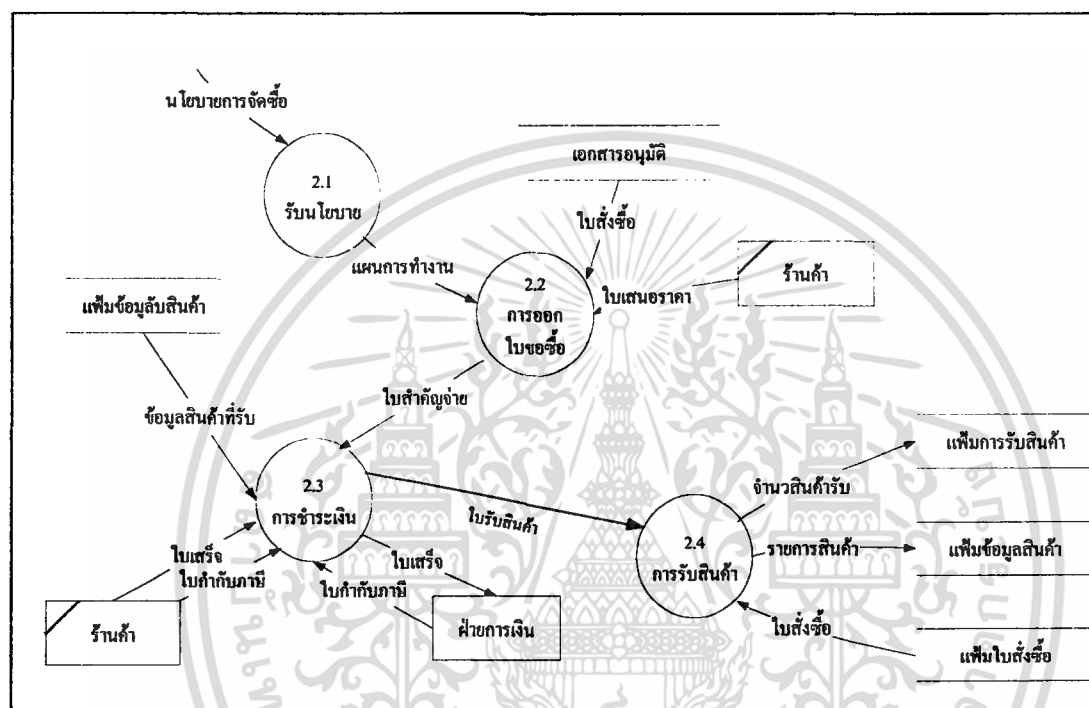 นโยบายการจัดซื้อ
2.1
รับนโยบาย
เอกสารอนุมัติ
ใบสั่งซื้อ
แผนการทำงาน
2.2
การออก
ใบขอซื้อ
ใบเสนอราคา
ร้านค้า
แฟ้มข้อมูลับสินค้า
ใบสำคัญจ่าย
ข้อมูลสินค้าที่รับ
2.3
การชำระเงิน
ใบรับสินค้า
จำนวสินค้ารับ
แฟ้มการรับสินค้า
2.4
การรับสินค้า
รายการสินค้า
แฟ้มข้อมูลสินค้า
ใบเสร็จ
ใบกำกับภาษี
ร้านค้า
ใบเสร็จ
ใบกำกับภาษี
ฝ่ายการเงิน
ใบสั่งซื้อ
แฟ้มใบสั่งซื้อ